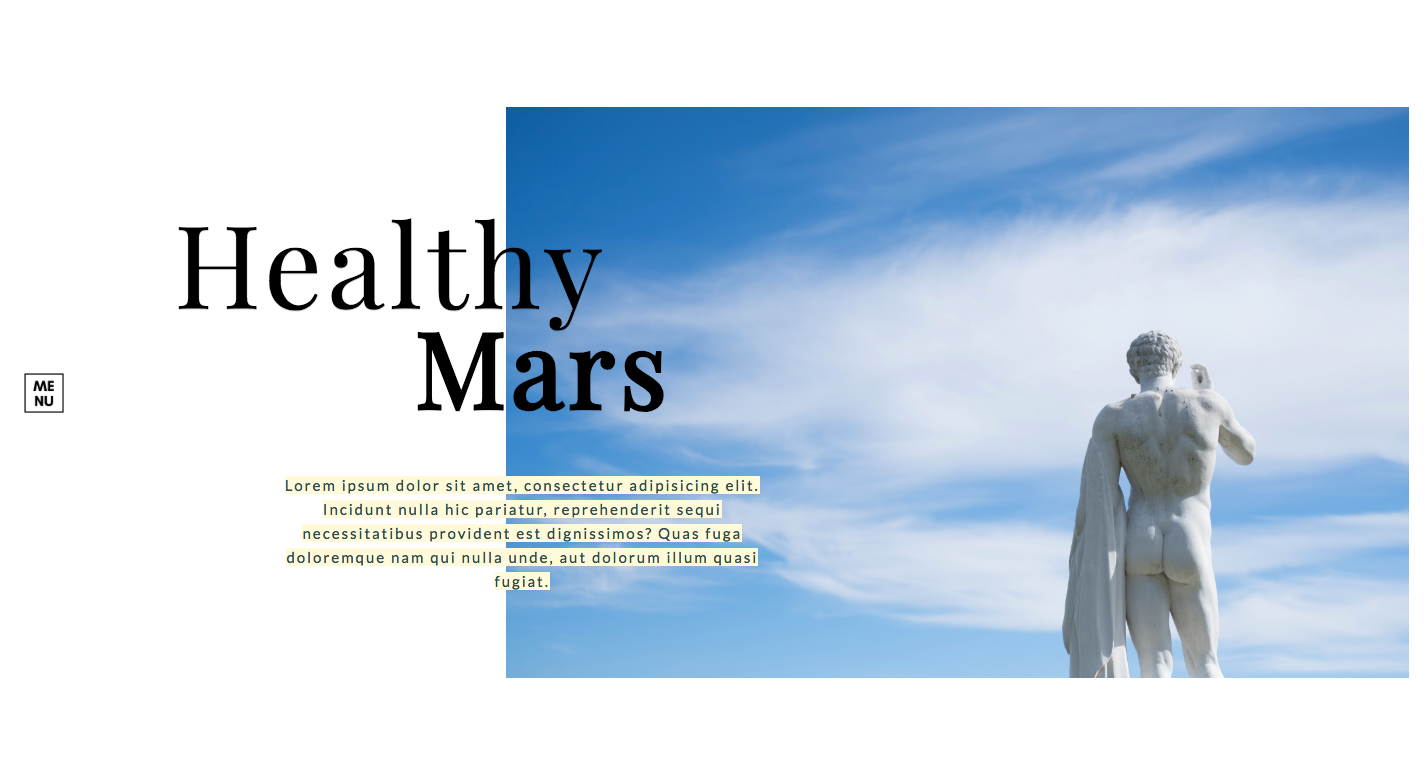 Healthy
Mars
ME
NU
Lorem ipsum dolor sit amet, consectetur adipisicing elit.
Incidunt nulla hic pariatur, reprehenderit sequi
necessitatibus provident est dignissimos? Quas fuga
doloremque nam qui nulla unde, aut dolorum illum quasi
fugiat.